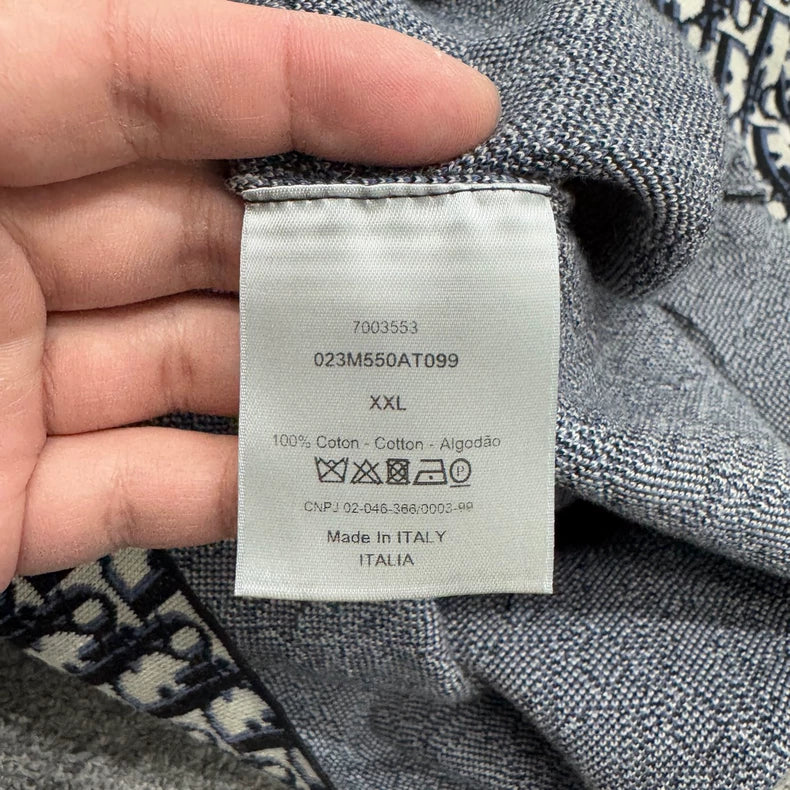 7003553
023M550AT099
XXL
100% Coton - Cotton - Algodão
P
CNPJ 02-046-366/0003-99
Made In ITALY
ITALIA